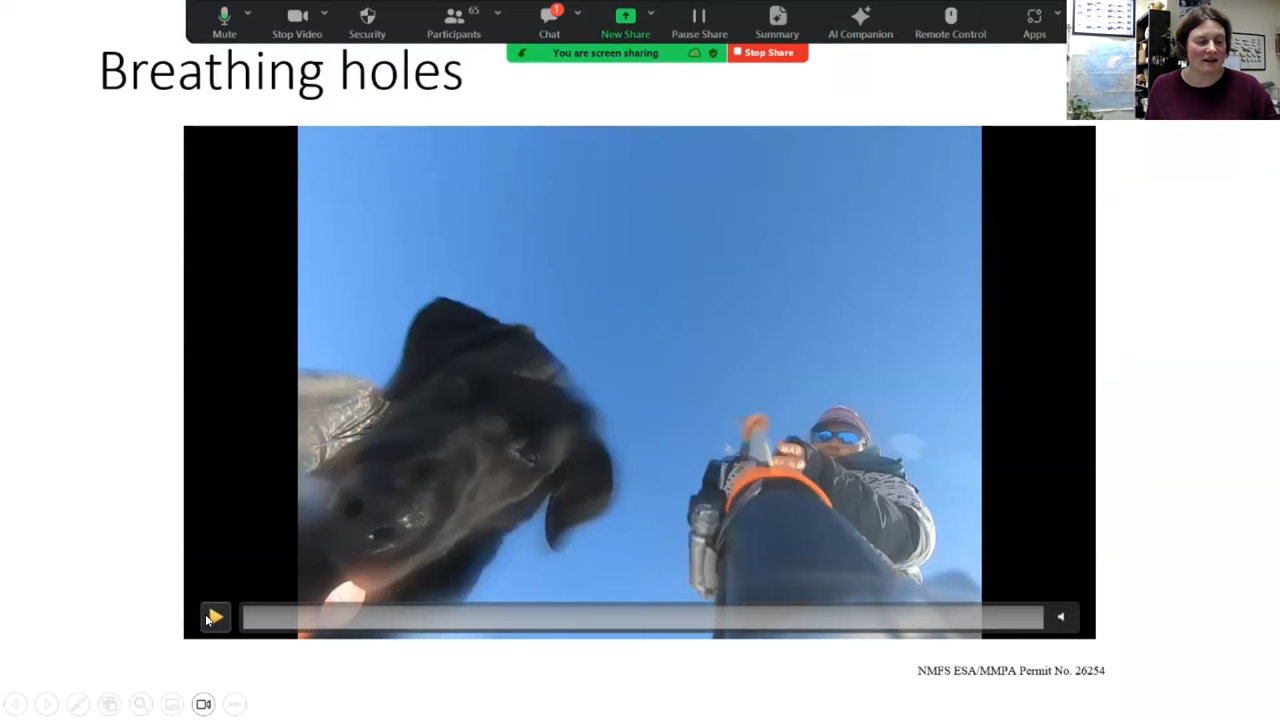 65
1
Mute
Stop Video
Security
Participants
Chat
New Share
Pause Share
Summary
AI Companion
Remote Control
Apps
You are screen sharing
Stop Share
Breathing holes
NMFS ESA/MMPA Permit No. 26254